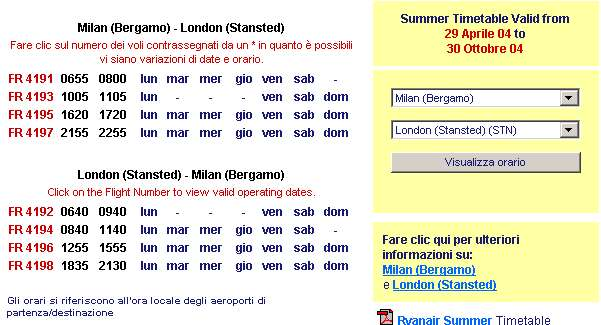 Milan (Bergamo) - London (Stansted)
Fare clic sul numero dei voli contrassegnati da un * in quanto è possibili
vi siano variazioni di date e orario.
FR 4191 0655 0800 lun mar mer gio ven sab -
FR 4193 1005 1105 lun - - - ven sab dom
FR 4195 1620 1720 lun mar mer gio ven sab dom
FR 4197 2155 2255 lun mar mer gio ven sab dom
London (Stansted) - Milan (Bergamo)
Click on the Flight Number to view valid operating dates.
FR 4192 0640 0940 lun - - - ven sab dom
FR 4194 0840 1140 lun mar mer gio ven sab -
FR 4196 1255 1555 lun mar mer gio ven sab dom
FR 4198 1835 2130 lun mar mer gio ven sab dom
Gli orari si riferiscono all'ora locale degli aeroporti di
partenza/destinazione
Summer Timetable Valid from
29 Aprile 04 to
30 Ottobre 04
Milan (Bergamo)
London (Stansted) (STN)
Visualizza orario
Fare clic qui per ulteriori
informazioni su:
Milan (Bergamo)
e London (Stansted)
Ryanair Summer Timetable